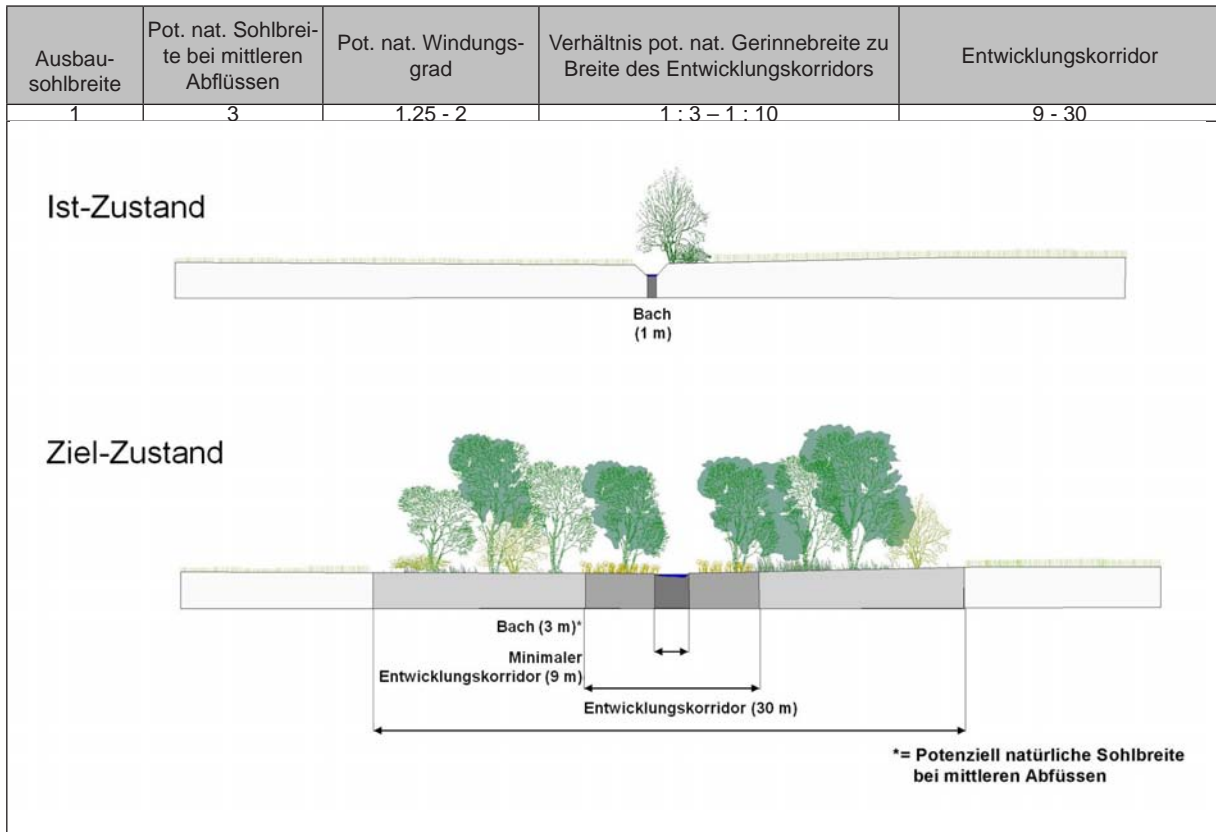 Ausbau-
sohlbreite
Pot. nat. Sohlbrei-
te bei mittleren
Abflüssen
Pot. nat. Windungs-
grad
Verhältnis pot. nat. Gerinnebreite zu
Breite des Entwicklungskorridors
Entwicklungskorridor
1 3 1.25 - 2 1 : 3 – 1 : 10 9 - 30
Ist-Zustand
Bach
(1 m)
Ziel-Zustand
Bach (3 m)*
Minimaler
Entwicklungskorridor (9 m)
Entwicklungskorridor (30 m)
*= Potenziell natürliche Sohlbreite
bei mittleren Abfüssen